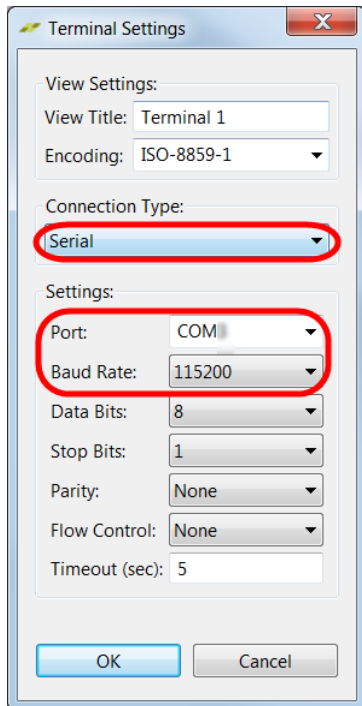 Terminal Settings
View Settings:
View Title: Terminal 1
Encoding: ISO-8859-1
Connection Type:
Serial
Settings:
Port: COM
Baud Rate: 115200
Data Bits: 8
Stop Bits: 1
Parity: None
Flow Control: None
Timeout (sec): 5
OK Cancel